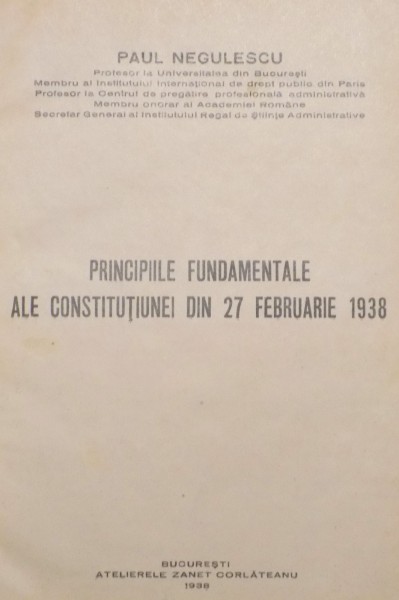 PAUL NEGULESCU
Profesor la Universitatea din Bucureşti
Membru al Institutului Internaţional de drept public din Paris
Profesor la Centrul de pregătire profesională administrativă
Membru onorar al Academiei Române
Secretar General al Institutului Regal de Ştiinţe Administrative
PRINCIPIILE FUNDAMENTALE
ALE CONSTITUŢIUNEI DIN 27 FEBRUARIE 1938
BUCUREŞTI
ATELIERELE ZANET CORLĂTEANU
1938